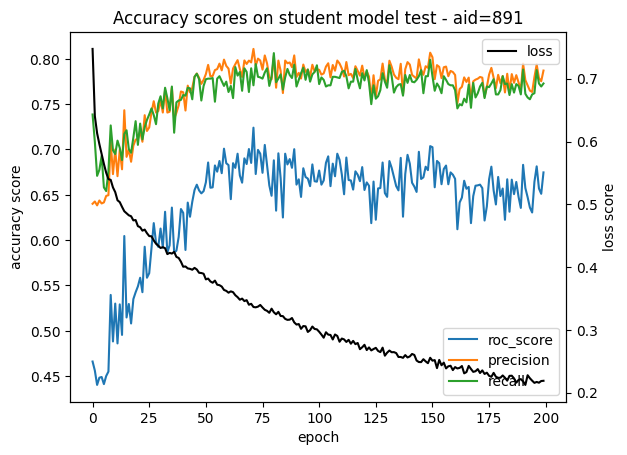 Accuracy scores on student model test - aid=891
loss
0.80
0.75
0.70
0.65
0.60
0.55
0.50
0.45
accuracy score
0.7
0.6
0.5
0.4
0.3
0.2
loss score
roc_score
precision
recall
0 25 50 75 100 125 150 175 200
epoch